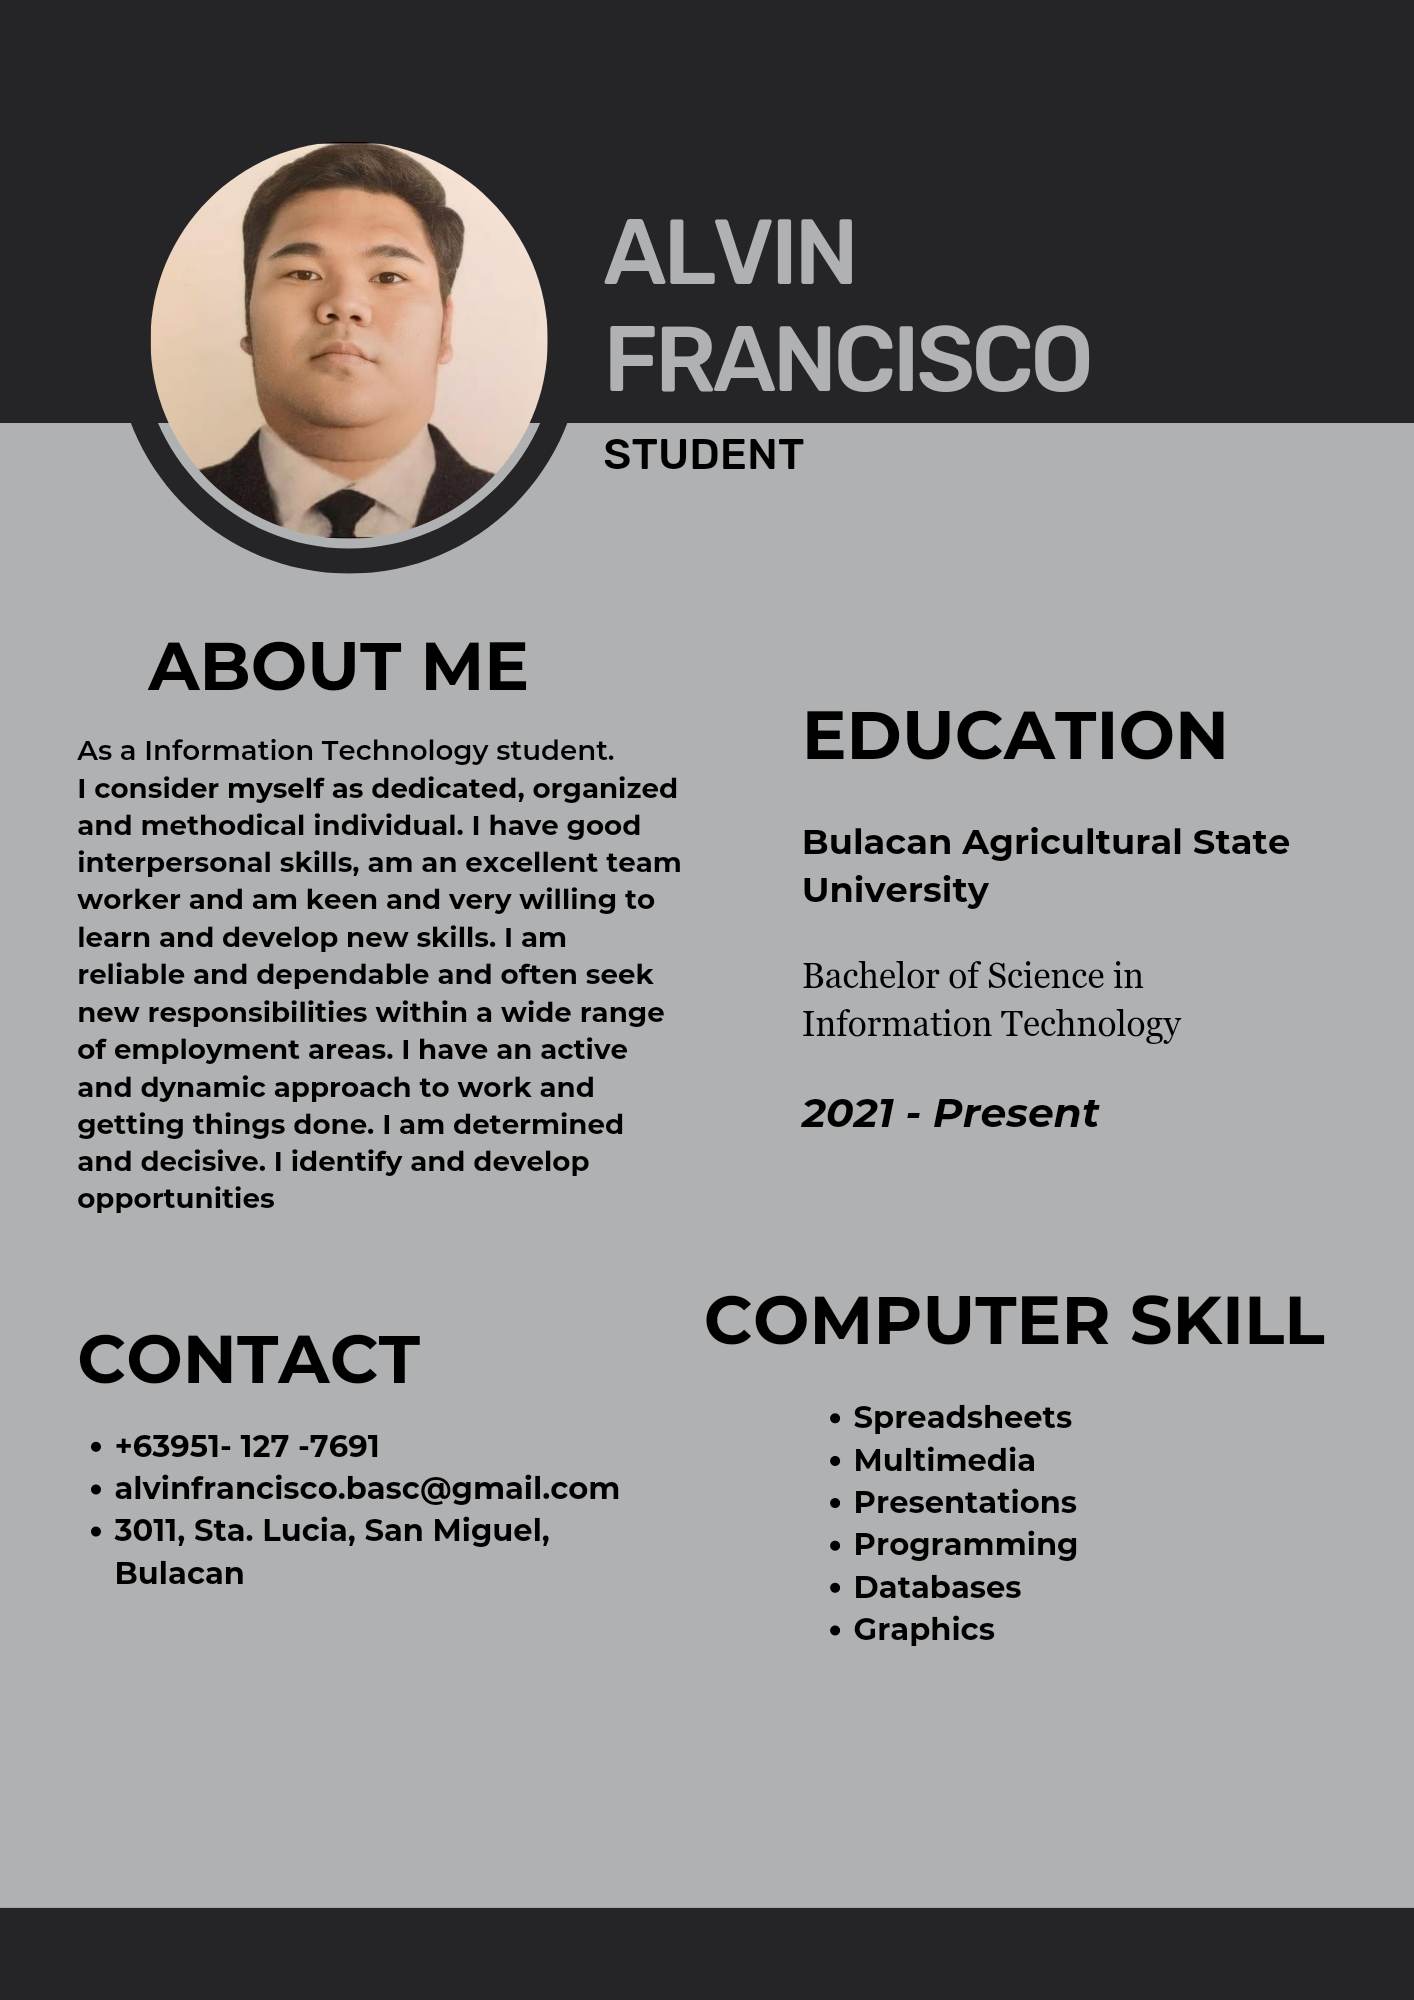 ALVIN
FRANCISCO
STUDENT
ABOUT ME
As a Information Technology student.
I consider myself as dedicated, organized
and methodical individual. I have good
interpersonal skills, am an excellent team
worker and am keen and very willing to
learn and develop new skills. I am
reliable and dependable and often seek
new responsibilities within a wide range
of employment areas. I have an active
and dynamic approach to work and
getting things done. I am determined
and decisive. I identify and develop
opportunities
EDUCATION
Bulacan Agricultural State
University
Bachelor of Science in
Information Technology
2021 - Present
CONTACT
• +63951- 127 -7691
• alvinfrancisco.basc@gmail.com
• 3011, Sta. Lucia, San Miguel,
Bulacan
COMPUTER SKILL
• Spreadsheets
• Multimedia
• Presentations
• Programming
• Databases
• Graphics